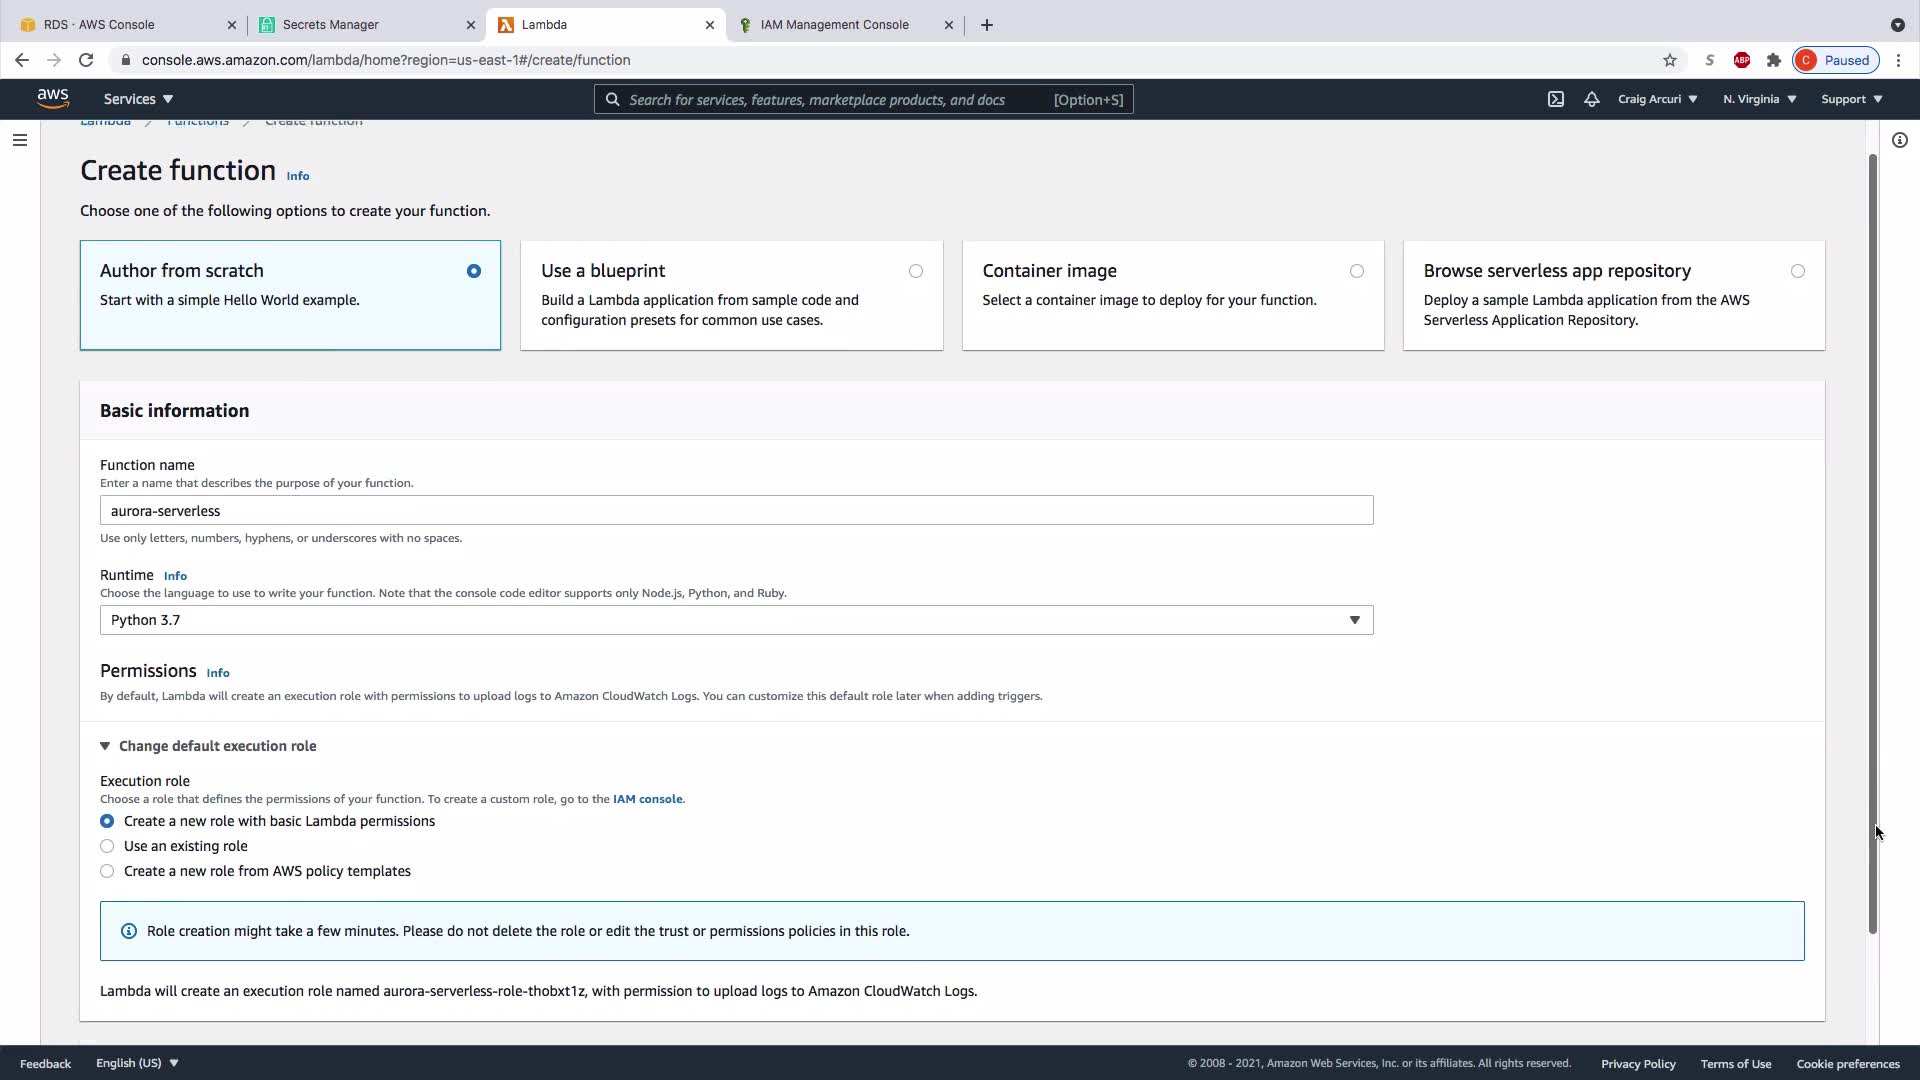 RDS · AWS Console
Secrets Manager
Lambda
IAM Management Console
console.aws.amazon.com/lambda/home?region=us-east-1#/create/function
S
ABP
C Paused
aws
Services
Search for services, features, marketplace products, and docs [Option+S]
Craig Arcuri
N. Virginia
Support
Lambda / Functions / Create function
Create function Info
Choose one of the following options to create your function.
Author from scratch
Start with a simple Hello World example.
Use a blueprint
Build a Lambda application from sample code and
configuration presets for common use cases.
Container image
Select a container image to deploy for your function.
Browse serverless app repository
Deploy a sample Lambda application from the AWS
Serverless Application Repository.
Basic information
Function name
Enter a name that describes the purpose of your function.
aurora-serverless
Use only letters, numbers, hyphens, or underscores with no spaces.
Runtime Info
Choose the language to use to write your function. Note that the console code editor supports only Node.js, Python, and Ruby.
Python 3.7
Permissions Info
By default, Lambda will create an execution role with permissions to upload logs to Amazon CloudWatch Logs. You can customize this default role later when adding triggers.
Change default execution role
Execution role
Choose a role that defines the permissions of your function. To create a custom role, go to the IAM console.
Create a new role with basic Lambda permissions
Use an existing role
Create a new role from AWS policy templates
Role creation might take a few minutes. Please do not delete the role or edit the trust or permissions policies in this role.
Lambda will create an execution role named aurora-serverless-role-thobxt1z, with permission to upload logs to Amazon CloudWatch Logs.
Feedback
English (US)
© 2008 - 2021, Amazon Web Services, Inc. or its affiliates. All rights reserved.
Privacy Policy
Terms of Use
Cookie preferences